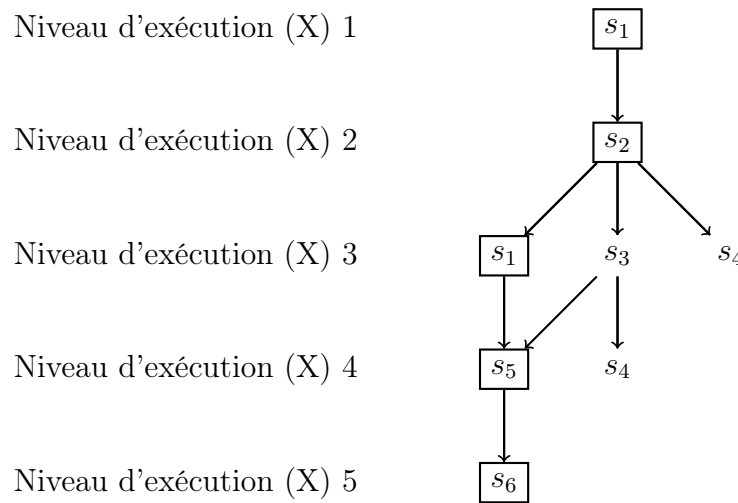 Niveau d'exécution (X) 1 s₁
Niveau d'exécution (X) 2 s₂
Niveau d'exécution (X) 3 s₁ s₃ s₄
Niveau d'exécution (X) 4 s₅ s₄
Niveau d'exécution (X) 5 s₆